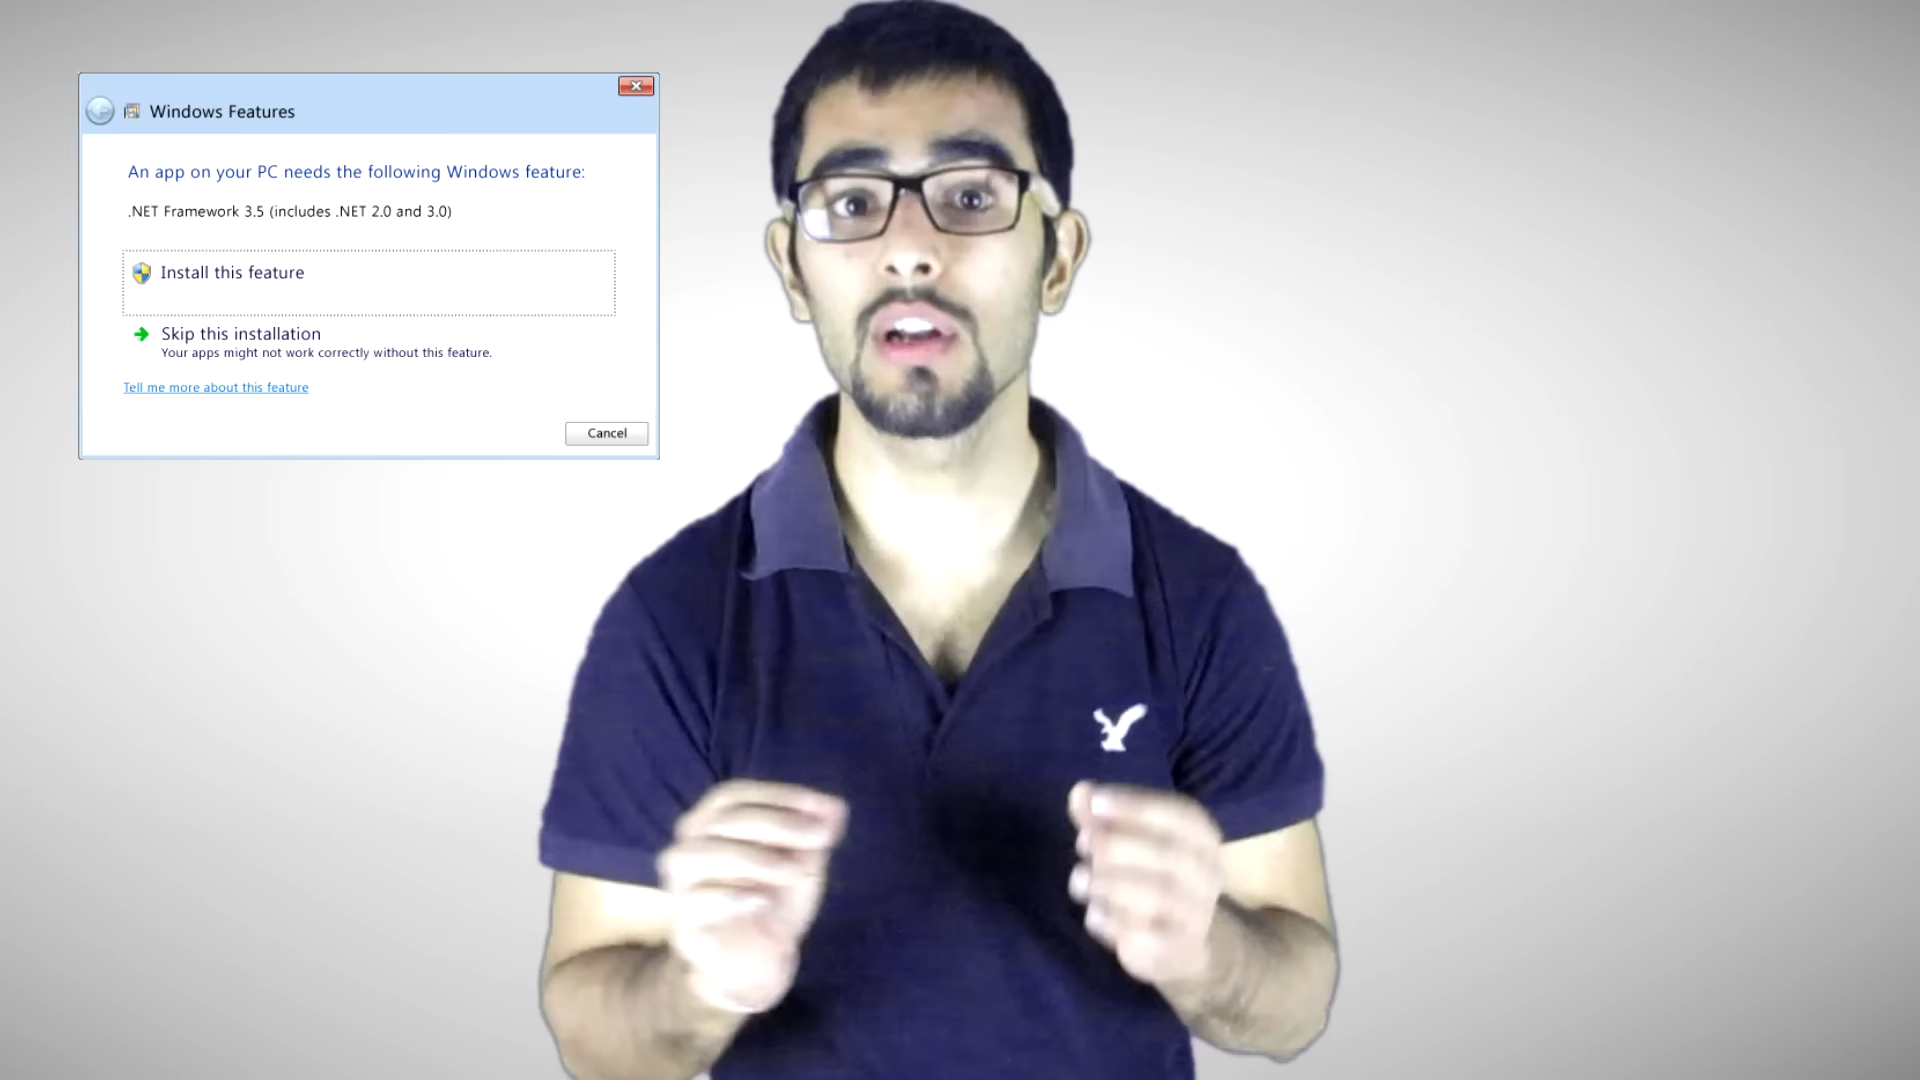 Windows Features
An app on your PC needs the following Windows feature:
.NET Framework 3.5 (includes .NET 2.0 and 3.0)
Install this feature
Skip this installation
Your apps might not work correctly without this feature.
Tell me more about this feature
Cancel